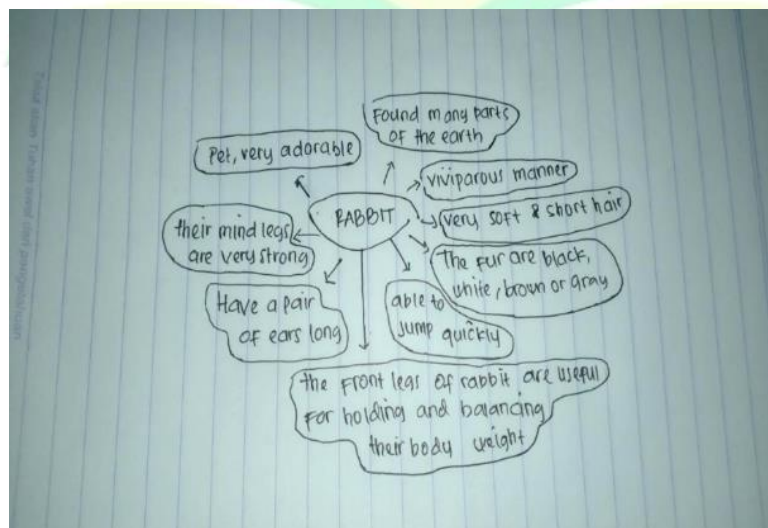 Found many parts
of the earth
Pet, very adorable
viviparous manner
RABBIT
very soft & short hair
their mind legs
are very strong
The fur are black,
white, brown or gray
Have a pair
of ears long
able to
jump quickly
the front legs of rabbit are useful
for holding and balancing
their body weight